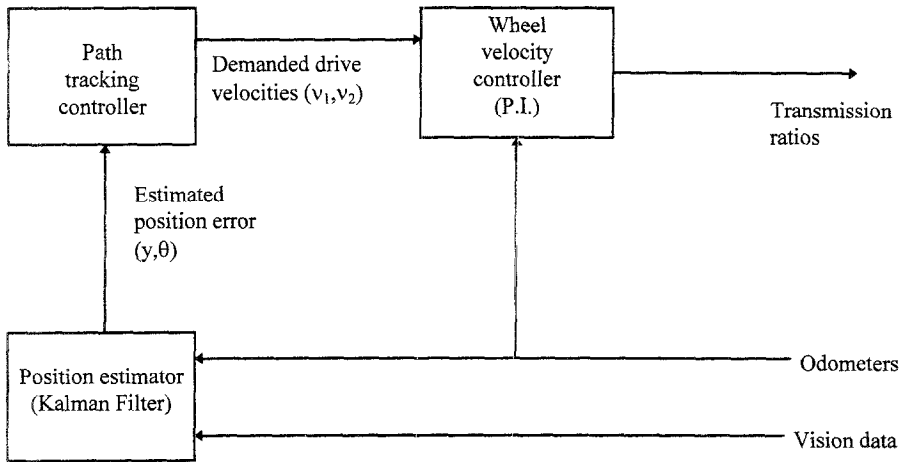 Path
tracking
controller
Demanded drive
velocities (ν₁,ν₂)
Wheel
velocity
controller
(P.I.)
Transmission
ratios
Estimated
position error
(y,θ)
Position estimator
(Kalman Filter)
Odometers
Vision data